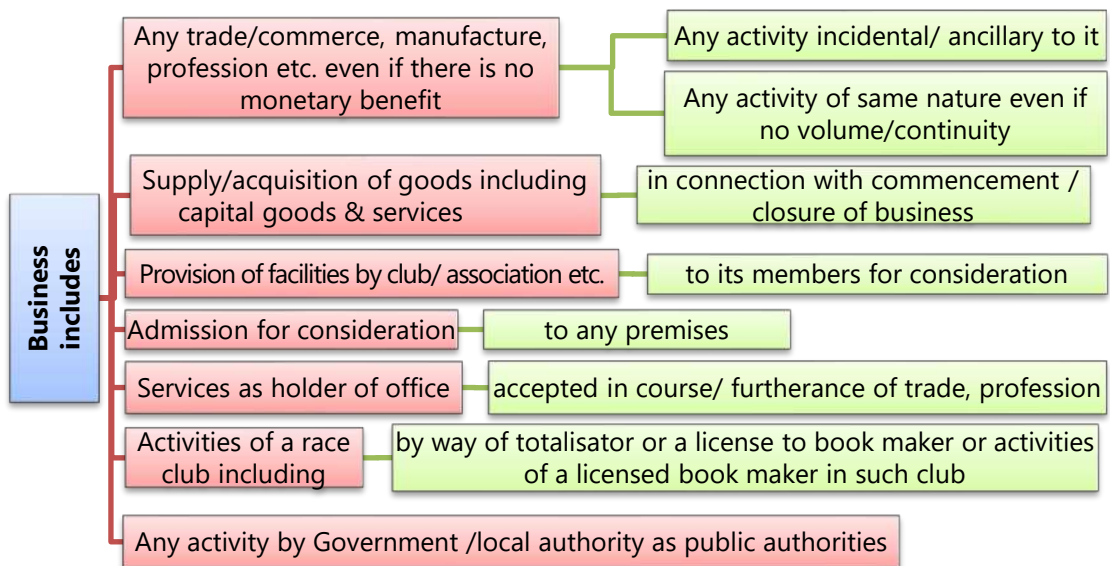 Business
includes
Any trade/commerce, manufacture,
profession etc. even if there is no
monetary benefit
Any activity incidental/ ancillary to it
Any activity of same nature even if
no volume/continuity
Supply/acquisition of goods including
capital goods & services
in connection with commencement /
closure of business
Provision of facilities by club/ association etc.
to its members for consideration
Admission for consideration
to any premises
Services as holder of office
accepted in course/ furtherance of trade, profession
Activities of a race
club including
by way of totalisator or a license to book maker or activities
of a licensed book maker in such club
Any activity by Government /local authority as public authorities